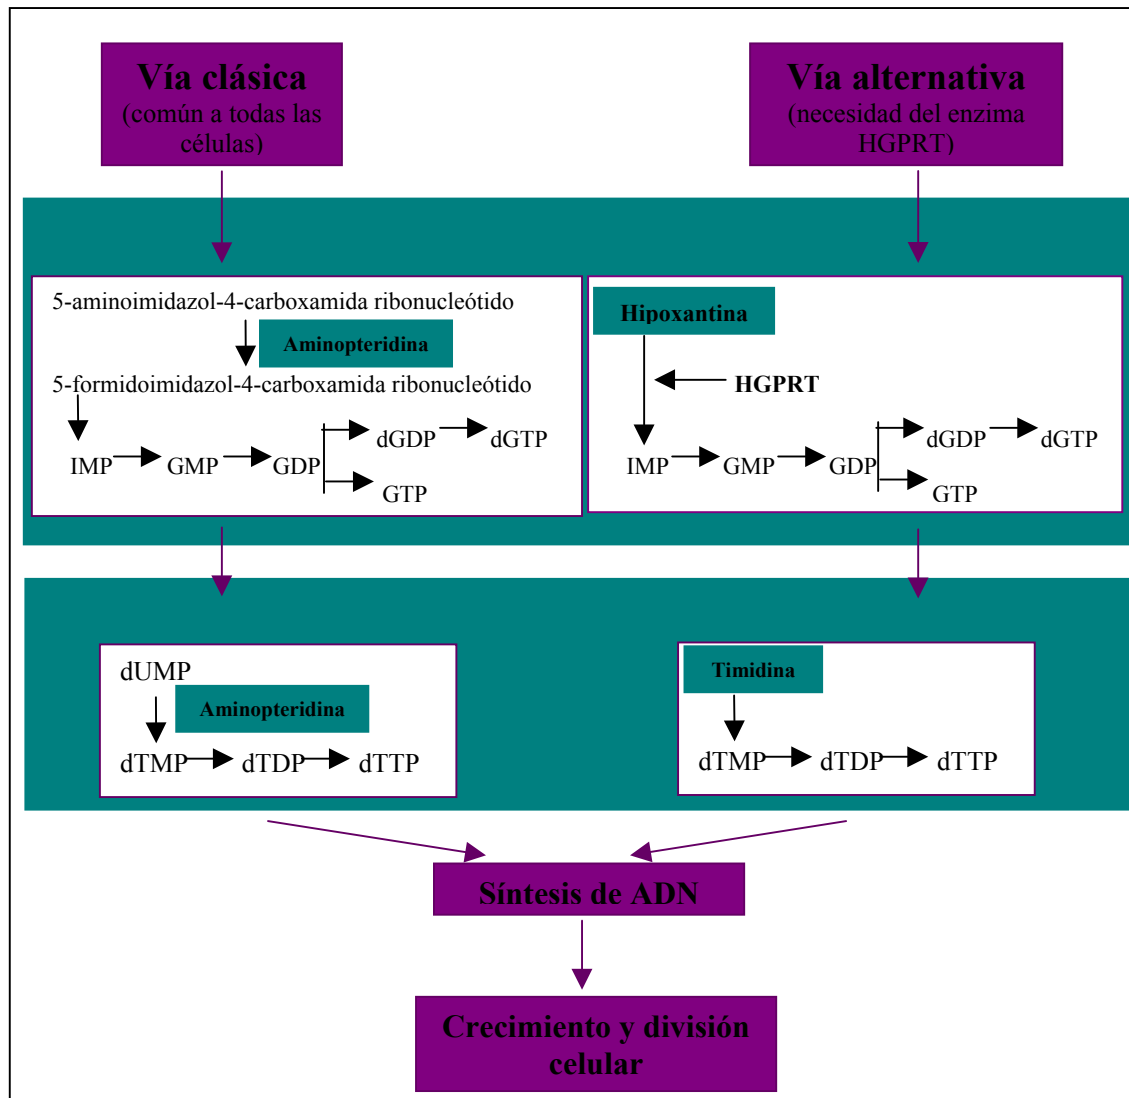 Vía clásica
(común a todas las
células)
Vía alternativa
(necesidad del enzima
HGPRT)
5-aminoimidazol-4-carboxamida ribonucleótido
Aminopteridina
5-formidoimidazol-4-carboxamida ribonucleótido
IMP GMP GDP dGDP dGTP
GTP
Hipoxantina
HGPRT
IMP GMP GDP dGDP dGTP
GTP
dUMP
Aminopteridina
dTMP dTDP dTTP
Timidina
dTMP dTDP dTTP
Síntesis de ADN
Crecimiento y división
celular